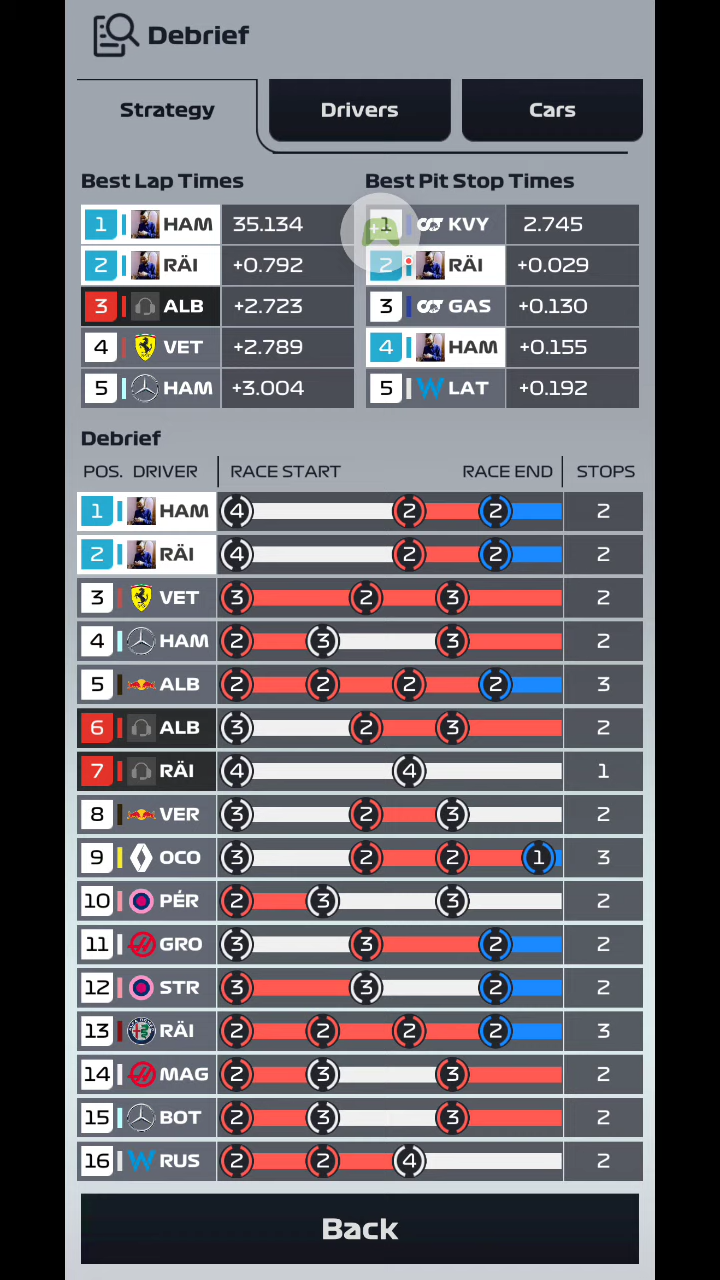 Debrief
Strategy Drivers Cars
Best Lap Times Best Pit Stop Times
1 HAM 35.134 1 KVY 2.745
2 RÄI +0.792 2 RÄI +0.029
3 ALB +2.723 3 GAS +0.130
4 VET +2.789 4 HAM +0.155
5 HAM +3.004 5 LAT +0.192
Debrief
POS. DRIVER RACE START RACE END STOPS
1 HAM 4 2 2 2
2 RÄI 4 2 2 2
3 VET 3 2 3 2
4 HAM 2 3 3 2
5 ALB 2 2 2 2 3
6 ALB 3 2 3 2
7 RÄI 4 4 1
8 VER 3 2 3 2
9 OCO 3 2 2 1 3
10 PÉR 2 3 3 2
11 GRO 3 3 2 2
12 STR 3 3 2 2
13 RÄI 2 2 2 2 3
14 MAG 2 3 3 2
15 BOT 2 3 3 2
16 RUS 2 2 4 2
Back